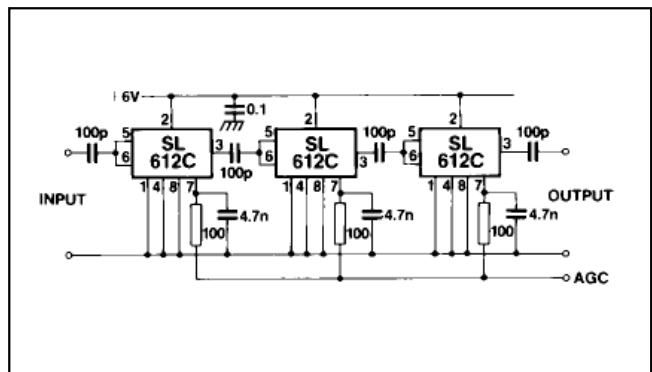 +6V
0.1
2
2
2
100p
5
6
SL
612C
3
100p
5
6
SL
612C
3
100p
5
6
SL
612C
3
100p
INPUT
1 4 8 7
4.7n
100
1 4 8 7
4.7n
100
1 4 8 7
4.7n
100
OUTPUT
AGC